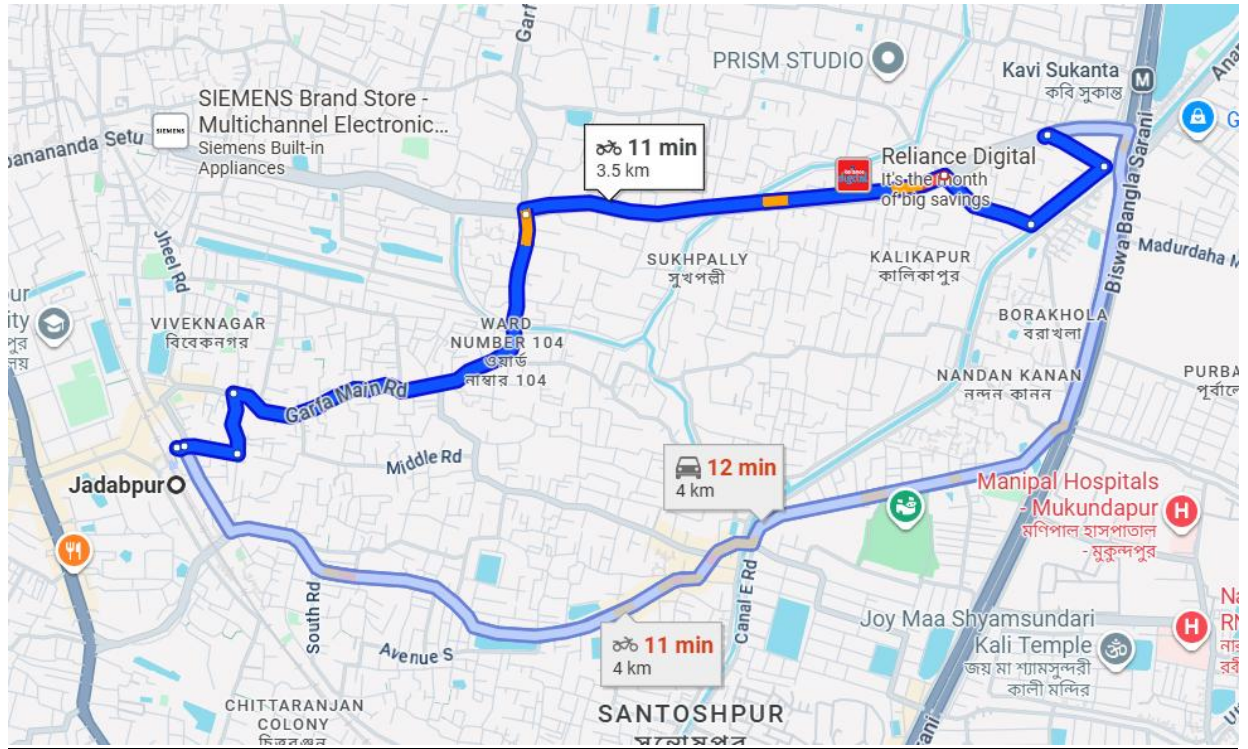 Garf
PRISM STUDIO
Kavi Sukanta
কবি সুকান্ত
M
SIEMENS Brand Store -
Multichannel Electronic...
Siemens Built-in
Appliances
SIEMENS
panananda Setu
11 min
3.5 km
Reliance Digital
It's the month
of big savings
G
Biswa Bangla Sarani
Jheel Rd
SUKHPALLY
সুখপল্লী
KALIKAPUR
কালিকাপুর
Madurdaha M
VIVEKNAGAR
বিবেকনগর
WARD
NUMBER 104
ওয়ার্ড
নাম্বার 104
BORAKHOLA
বরাখলা
NANDAN KANAN
নন্দন কানন
PURBA
পূর্বালো
Garfa Main Rd
Middle Rd
Jadabpur
12 min
4 km
Manipal Hospitals
- Mukundapur
মণিপাল হাসপাতাল
- মুকুন্দপুর
H
South Rd
Canal E Rd
Avenue S
11 min
4 km
Joy Maa Shyamsundari
Kali Temple
জয় মা শ্যামসুন্দরী
কালী মন্দির
H
CHITTARANJAN
COLONY
SANTOSHPUR